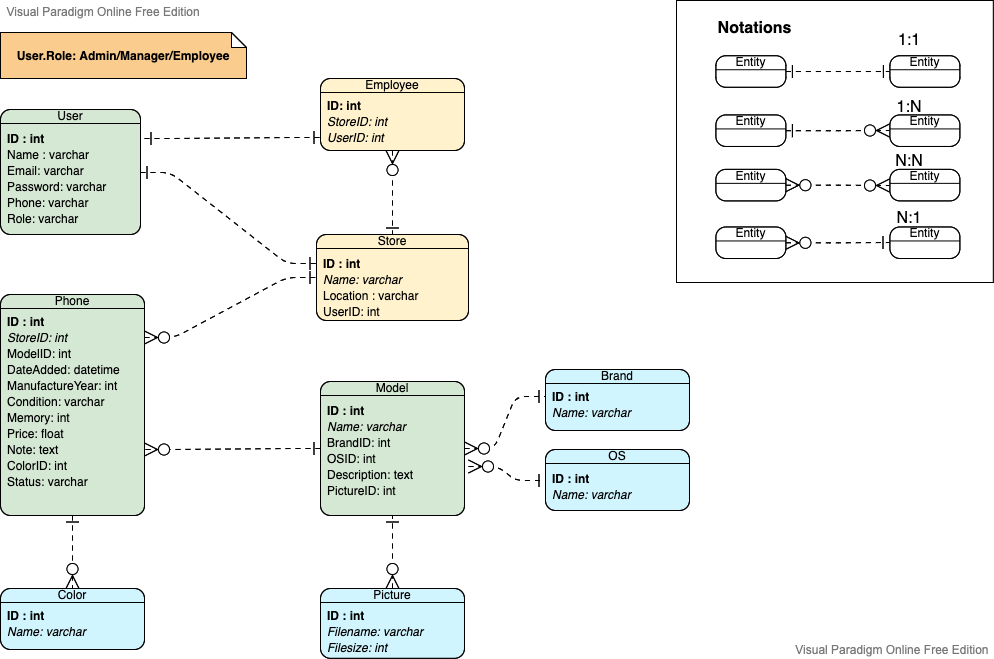 Visual Paradigm Online Free Edition
User.Role: Admin/Manager/Employee
Notations
1:1
Entity
Entity
1:N
Entity
Entity
N:N
Entity
Entity
N:1
Entity
Entity
Employee
ID: int
StoreID: int
UserID: int
User
ID : int
Name : varchar
Email: varchar
Password: varchar
Phone: varchar
Role: varchar
Store
ID : int
Name: varchar
Location : varchar
UserID: int
Phone
ID : int
StoreID: int
ModelID: int
DateAdded: datetime
ManufactureYear: int
Condition: varchar
Memory: int
Price: float
Note: text
ColorID: int
Status: varchar
Model
ID : int
Name: varchar
BrandID: int
OSID: int
Description: text
PictureID: int
Brand
ID : int
Name: varchar
OS
ID : int
Name: varchar
Color
ID : int
Name: varchar
Picture
ID : int
Filename: varchar
Filesize: int
Visual Paradigm Online Free Edition